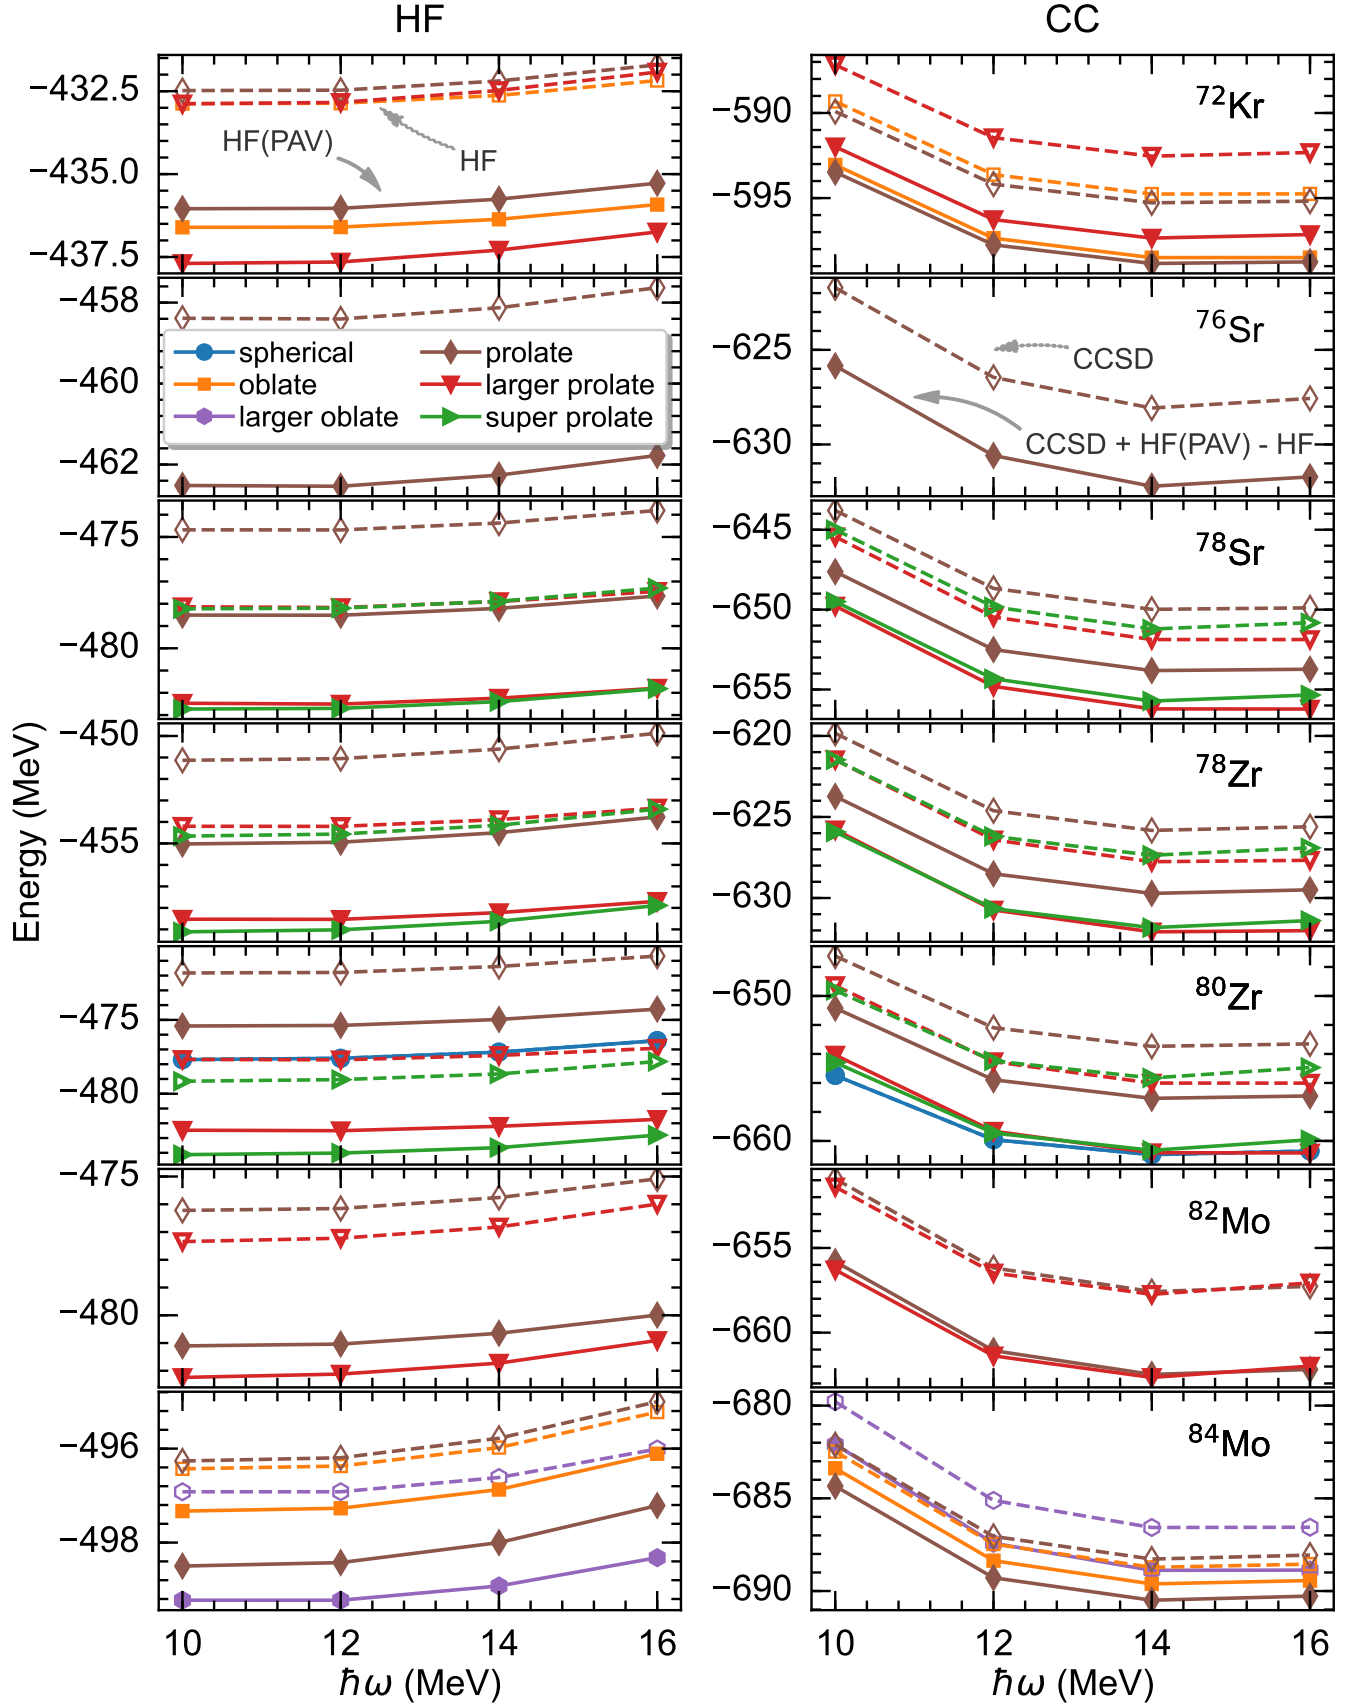 HF
CC
−432.5
−435.0
−437.5
HF(PAV)
HF
−590
−595
⁷²Kr
−458
−460
−462
spherical
prolate
oblate
larger prolate
larger oblate
super prolate
−625
−630
⁷⁶Sr
CCSD
CCSD + HF(PAV) - HF
−475
−480
−645
−650
−655
⁷⁸Sr
−450
−455
−620
−625
−630
⁷⁸Zr
Energy (MeV)
−475
−480
−650
−660
⁸⁰Zr
−475
−480
−655
−660
⁸²Mo
−496
−498
−680
−685
−690
⁸⁴Mo
10 12 14 16
10 12 14 16
ℏω (MeV)
ℏω (MeV)